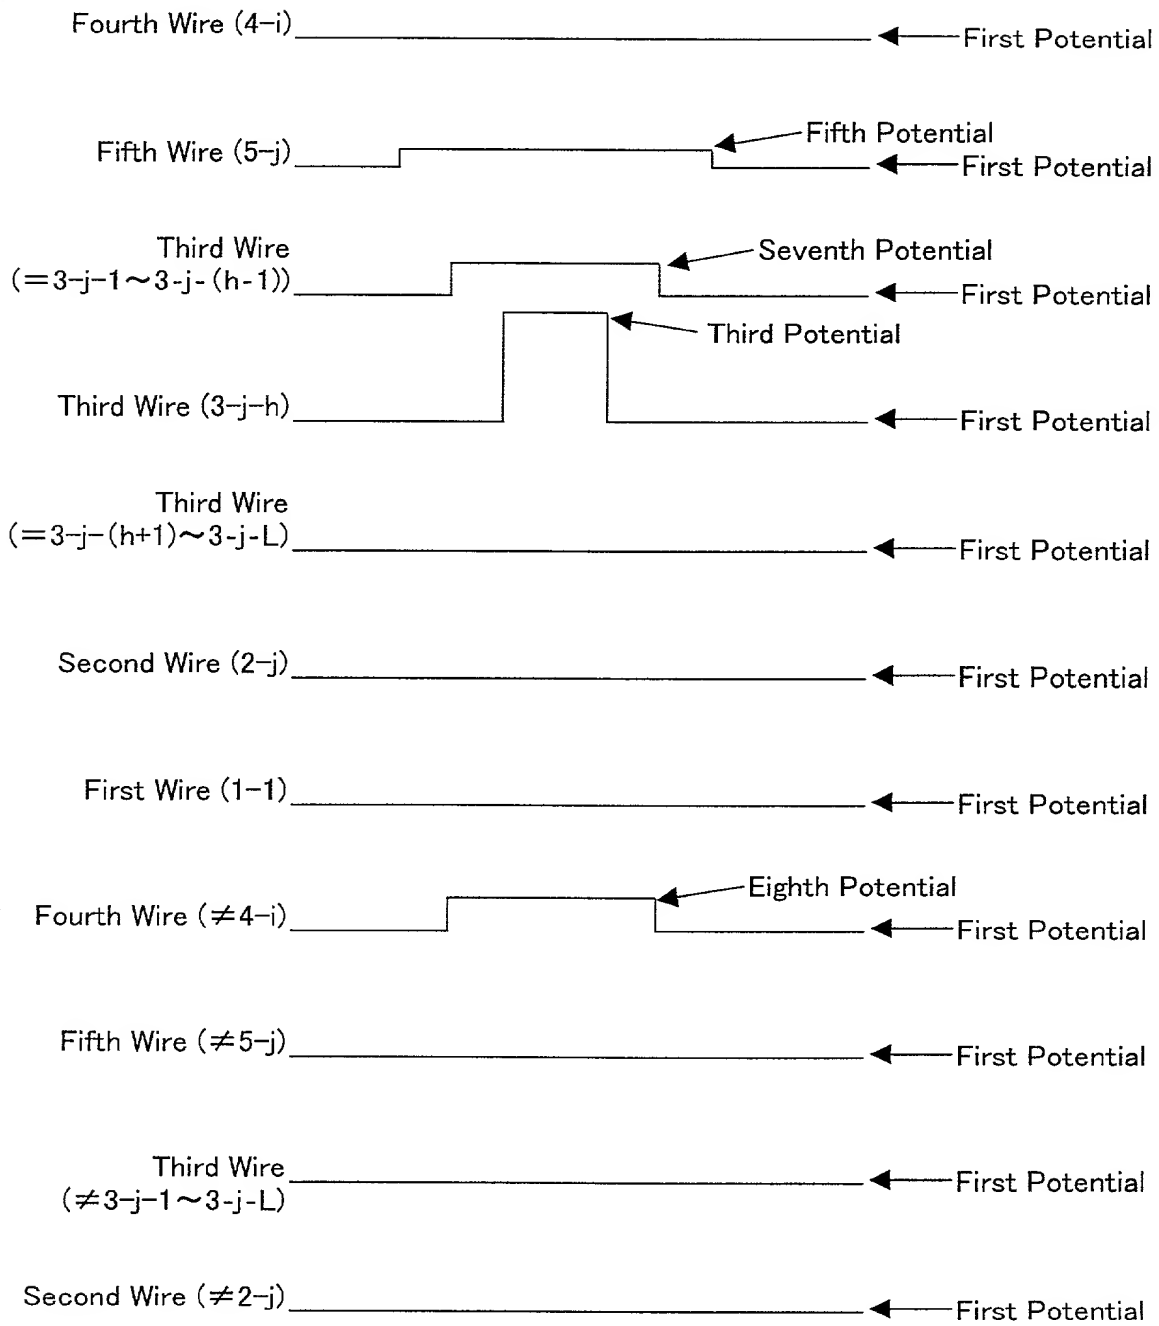 Fourth Wire (4-i)
First Potential
Fifth Potential
Fifth Wire (5-j)
First Potential
Third Wire
(=3-j-1~3-j-(h-1))
Seventh Potential
First Potential
Third Potential
Third Wire (3-j-h)
First Potential
Third Wire
(=3-j-(h+1)~3-j-L)
First Potential
Second Wire (2-j)
First Potential
First Wire (1-1)
First Potential
Eighth Potential
Fourth Wire (≠4-i)
First Potential
Fifth Wire (≠5-j)
First Potential
Third Wire
(≠3-j-1~3-j-L)
First Potential
Second Wire (≠2-j)
First Potential